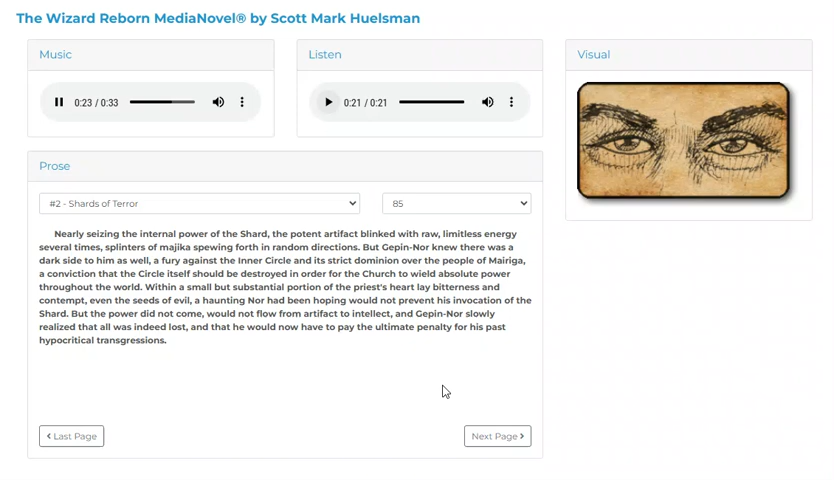 The Wizard Reborn MediaNovel® by Scott Mark Huelsman
Music
Listen
Visual
0:23 / 0:33
0:21 / 0:21
Prose
#2 - Shards of Terror
85
Nearly seizing the internal power of the Shard, the potent artifact blinked with raw, limitless energy
several times, splinters of majika spewing forth in random directions. But Gepin-Nor knew there was a
dark side to him as well, a fury against the Inner Circle and its strict dominion over the people of Mairiga,
a conviction that the Circle itself should be destroyed in order for the Church to wield absolute power
throughout the world. Within a small but substantial portion of the priest's heart lay bitterness and
contempt, even the seeds of evil, a haunting Nor had been hoping would not prevent his invocation of the
Shard. But the power did not come, would not flow from artifact to intellect, and Gepin-Nor slowly
realized that all was indeed lost, and that he would now have to pay the ultimate penalty for his past
hypocritical transgressions.
Last Page
Next Page